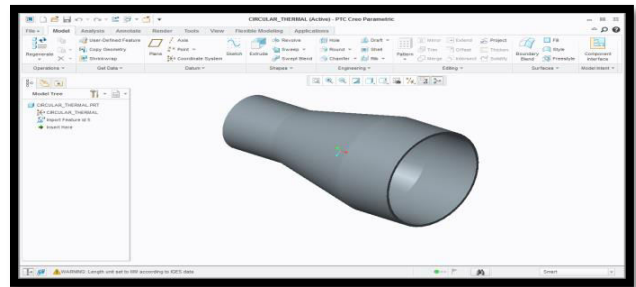 CIRCULAR_THERMAL (Active) - PTC Creo Parametric
File Model Analysis Annotate Render Tools View Flexible Modeling Applications
User-Defined Feature Axis Revolve Hole Draft Mirror Extend Project Fill
Copy Geometry Point Sweep Round Shell Trim Offset Thicken Style
Regenerate Shrinkwrap Plane Coordinate System Sketch Extrude Swept Blend Chamfer Rib Pattern Merge Intersect Solidify Boundary Blend Freestyle Component Interface
Operations Get Data Datum Shapes Engineering Editing Surfaces Model Intent
Model Tree
CIRCULAR_THERMAL.PRT
CIRCULAR_THERMAL
Import Feature id 5
Insert Here
WARNING: Length unit set to MM according to IGES data.
Smart